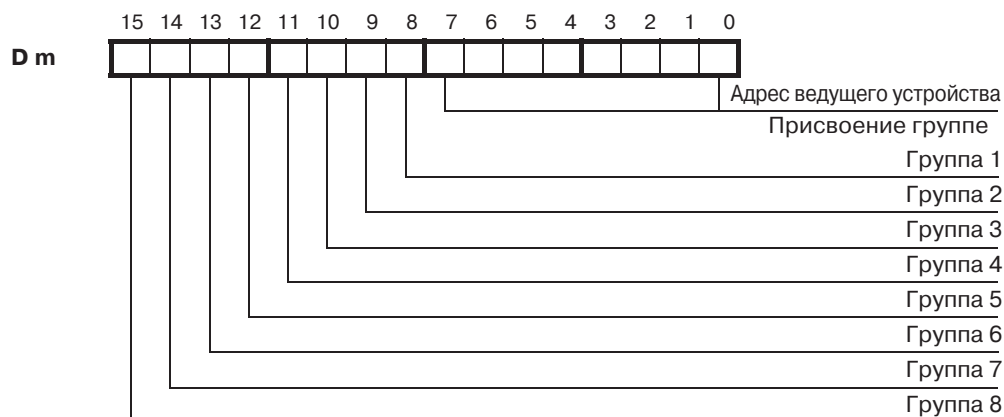 15 14 13 12 11 10 9 8 7 6 5 4 3 2 1 0
D m
Адрес ведущего устройства
Присвоение группе
Группа 1
Группа 2
Группа 3
Группа 4
Группа 5
Группа 6
Группа 7
Группа 8